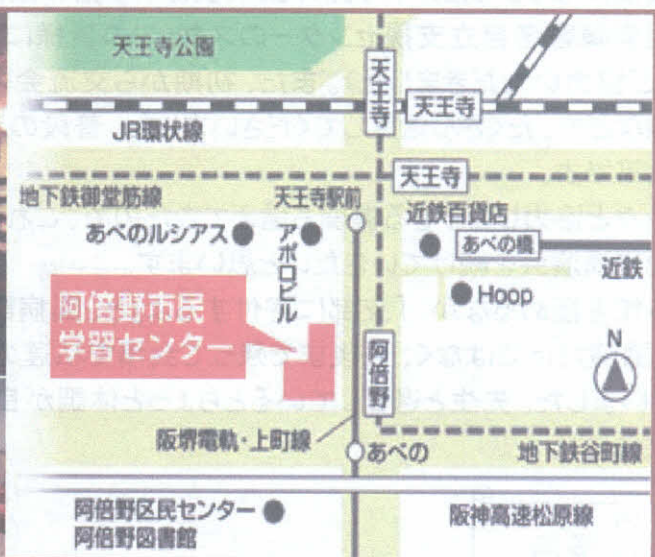 天王寺公園
天王寺
天王寺
JR環状線
天王寺
地下鉄御堂筋線
天王寺駅前
近鉄百貨店
あべのルシアス
アポロビル
あべの橋
近鉄
Hoop
阿倍野市民
学習センター
阿倍野
N
阪堺電軌・上町線
あべの
地下鉄谷町線
阿倍野区民センター
阿倍野図書館
阪神高速松原線